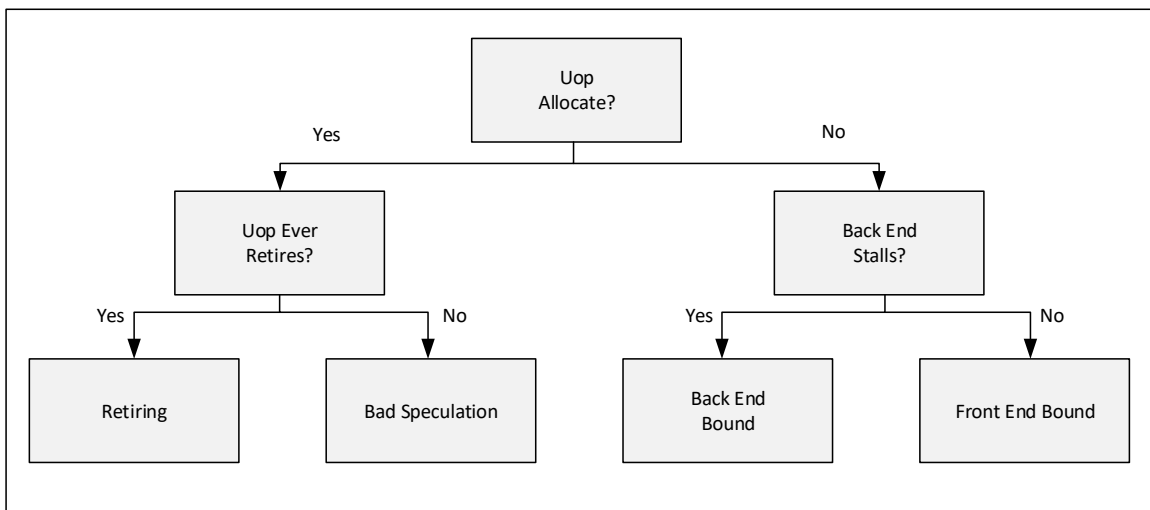 Uop
Allocate?
Yes
No
Uop Ever
Retires?
Back End
Stalls?
Yes
No
Yes
No
Retiring
Bad Speculation
Back End
Bound
Front End Bound